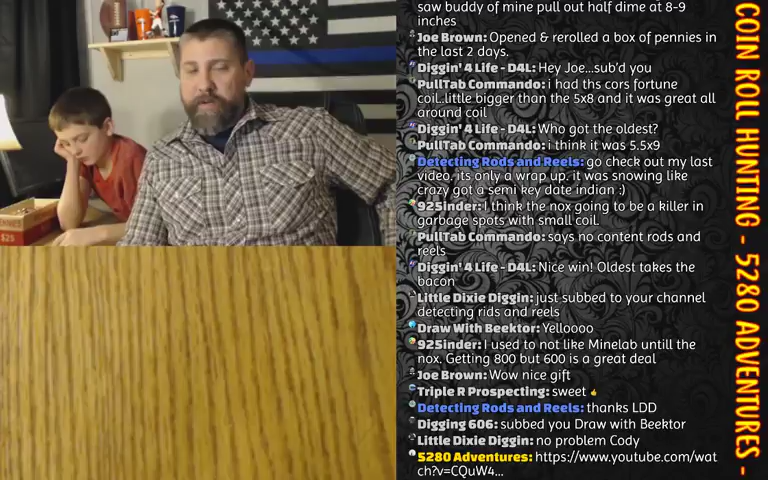 saw buddy of mine pull out half dime at 8-9
inches
Joe Brown: Opened & rerolled a box of pennies in
the last 2 days.
Diggin' 4 Life - D4L: Hey Joe...sub'd you
PullTab Commando: i had ths cors fortune
coil..little bigger than the 5x8 and it was great all
around coil
Diggin' 4 Life - D4L: Who got the oldest?
PullTab Commando: i think it was 5.5x9
Detecting Rods and Reels: go check out my last
video, its only a wrap up, it was snowing like
crazy got a semi key date indian :)
92Sinder: I think the nox going to be a killer in
garbage spots with small coil.
PullTab Commando: says no content rods and
reels
Diggin' 4 Life - D4L: Nice win! Oldest takes the
bacon
Little Dixie Diggin: just subbed to your channel
detecting rids and reels
Draw With Beektor: Yelloooo
92Sinder: I used to not like Minelab untill the
nox. Getting 800 but 600 is a great deal
Joe Brown: Wow nice gift
Triple R Prospecting: sweet
Detecting Rods and Reels: thanks LDD
Digging 606: subbed you Draw with Beektor
Little Dixie Diggin: no problem Cody
5280 Adventures: https://www.youtube.com/wat
ch?v=CQuW4...
COIN ROLL HUNTING - 5280 ADVENTURES -
$25